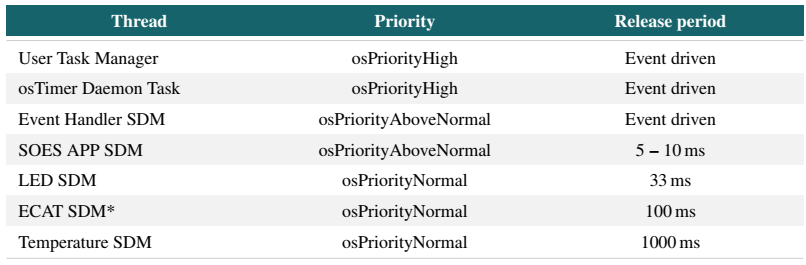 Thread Priority Release period
User Task Manager osPriorityHigh Event driven
osTimer Daemon Task osPriorityHigh Event driven
Event Handler SDM osPriorityAboveNormal Event driven
SOES APP SDM osPriorityAboveNormal 5 – 10 ms
LED SDM osPriorityNormal 33 ms
ECAT SDM* osPriorityNormal 100 ms
Temperature SDM osPriorityNormal 1000 ms